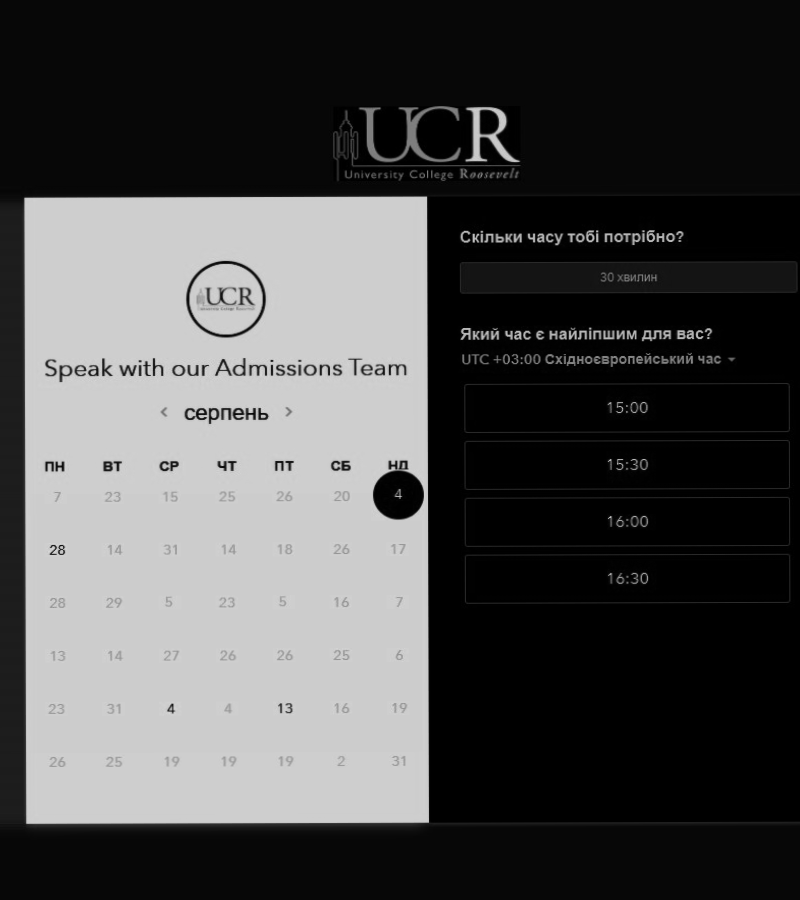 UCR
University College Roosevelt
UCR
Speak with our Admissions Team
серпень
ПН ВТ СР ЧТ ПТ СБ НД
7 23 15 25 26 20 4
28 14 31 14 18 26 17
28 29 5 23 5 16 7
13 14 27 26 26 25 6
23 31 4 4 13 16 19
26 25 19 19 19 2 31
Скільки часу тобі потрібно?
30 хвилин
Який час є найліпшим для вас?
UTC +03:00 Східноєвропейський час
15:00
15:30
16:00
16:30